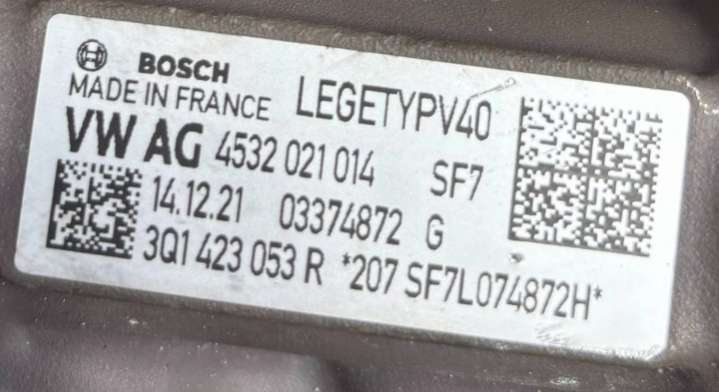 BOSCH
MADE IN FRANCE LEGETYPV40
VW AG 4532 021 014 SF7
14.12.21 03374872 G
3Q1 423 053 R *207 SF7L074872H*